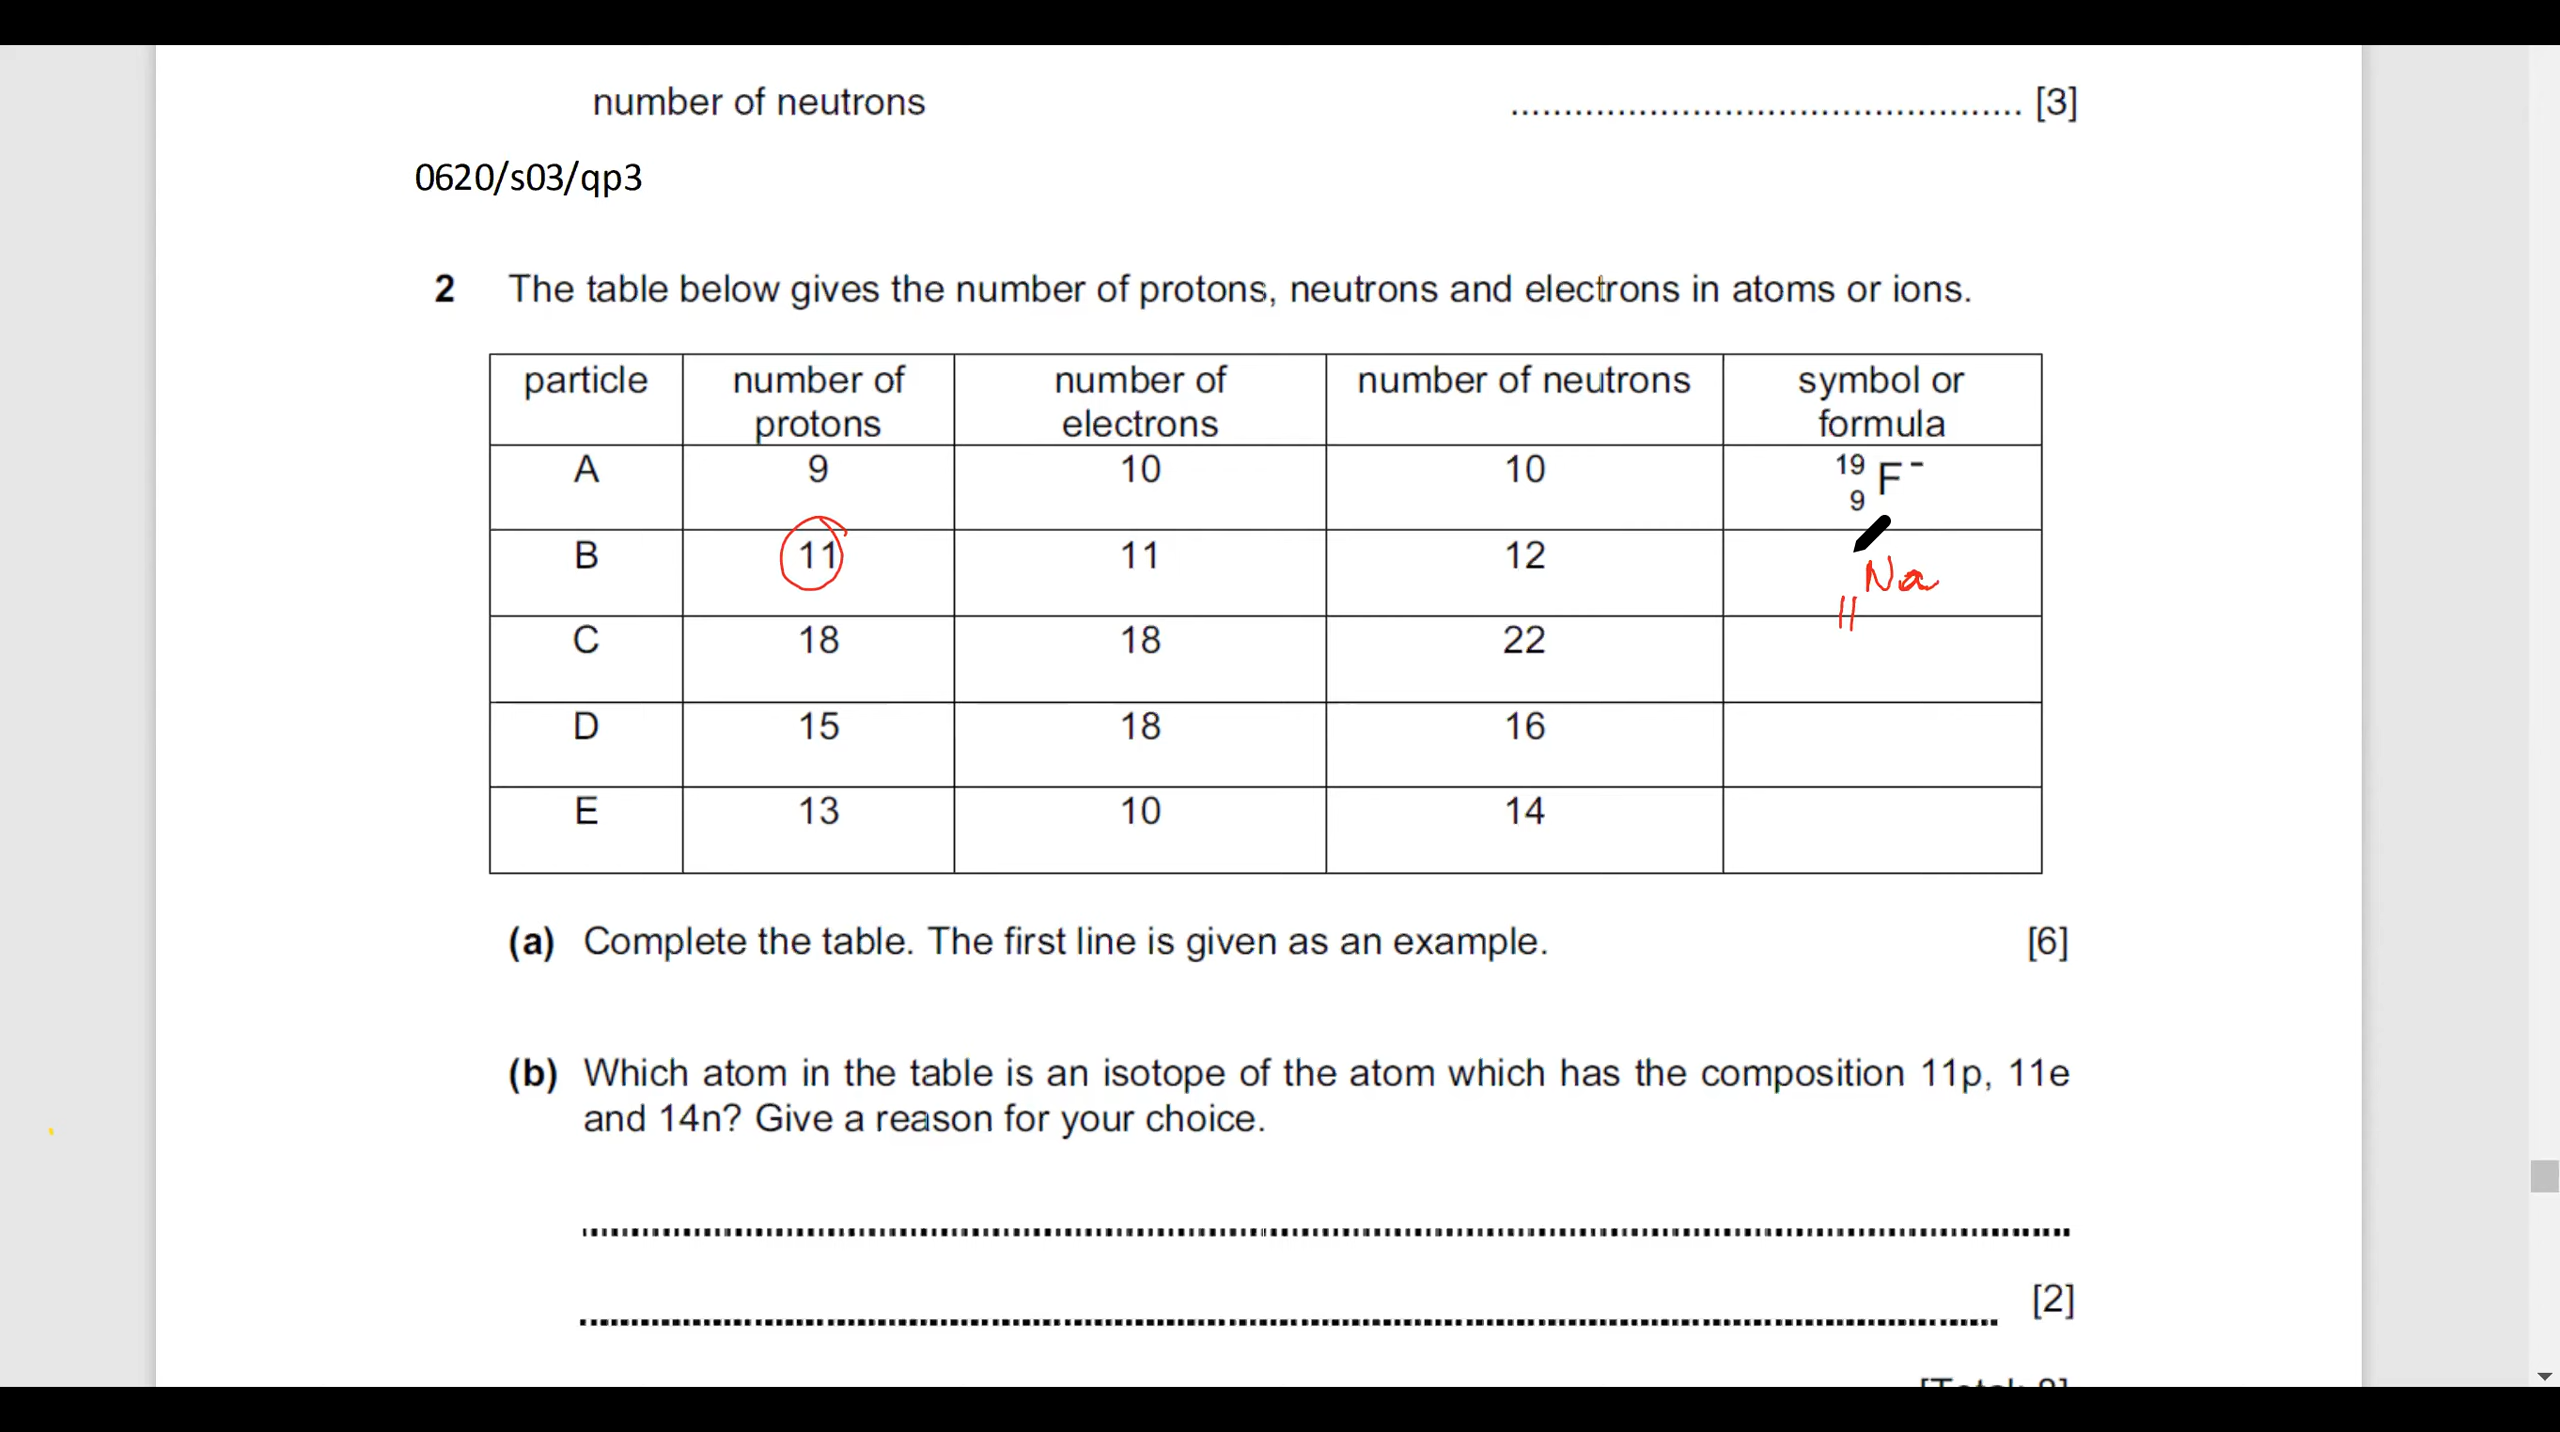 number of neutrons .................................................. [3]
0620/s03/qp3
2 The table below gives the number of protons, neutrons and electrons in atoms or ions.
particle number of protons number of electrons number of neutrons symbol or formula
A 9 10 10 19 9 F -
B 11 11 12 11 Na
C 18 18 22
D 15 18 16
E 13 10 14
(a) Complete the table. The first line is given as an example. [6]
(b) Which atom in the table is an isotope of the atom which has the composition 11p, 11e
and 14n? Give a reason for your choice.
[2]